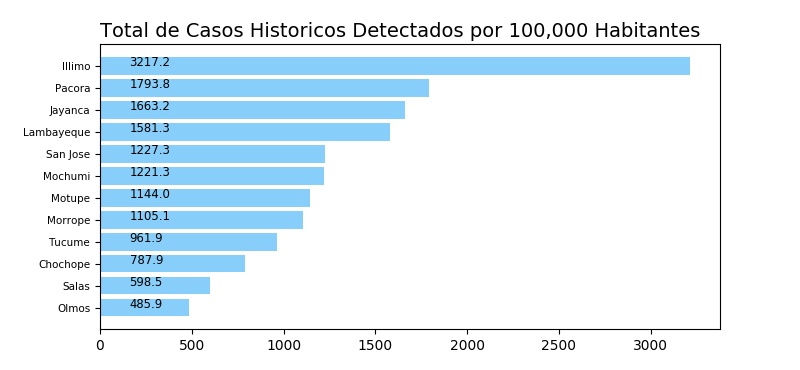 Total de Casos Historicos Detectados por 100,000 Habitantes
Illimo 3217.2
Pacora 1793.8
Jayanca 1663.2
Lambayeque 1581.3
San Jose 1227.3
Mochumi 1221.3
Motupe 1144.0
Morrope 1105.1
Tucume 961.9
Chochope 787.9
Salas 598.5
Olmos 485.9
0 500 1000 1500 2000 2500 3000